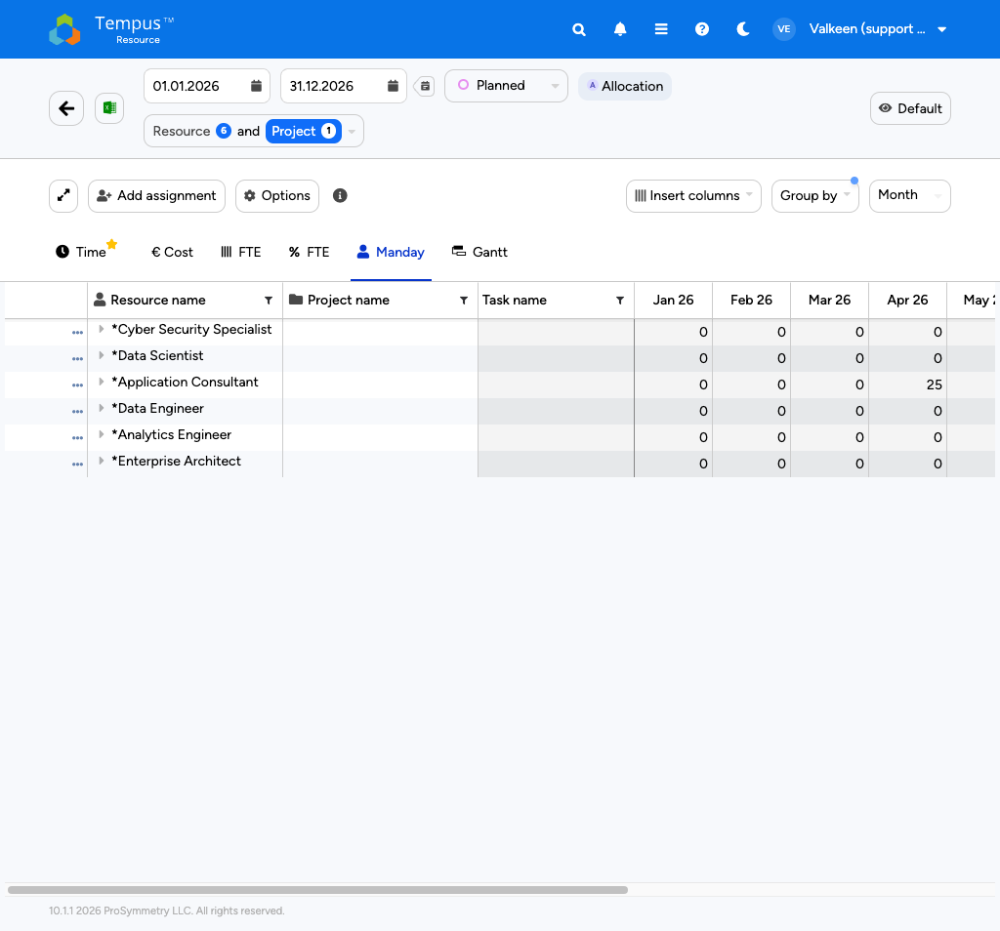 Tempus™
Resource
VE Valkeen (support ...
01.01.2026 31.12.2026 Planned A Allocation
Resource 6 and Project 1
Default
Add assignment Options Insert columns Group by Month
Time € Cost FTE % FTE Manday Gantt
Resource name Project name Task name Jan 26 Feb 26 Mar 26 Apr 26
*Cyber Security Specialist 0 0 0 0
*Data Scientist 0 0 0 0
*Application Consultant 0 0 0 25
*Data Engineer 0 0 0 0
*Analytics Engineer 0 0 0 0
*Enterprise Architect 0 0 0 0
10.1.1 2026 ProSymmetry LLC. All rights reserved.